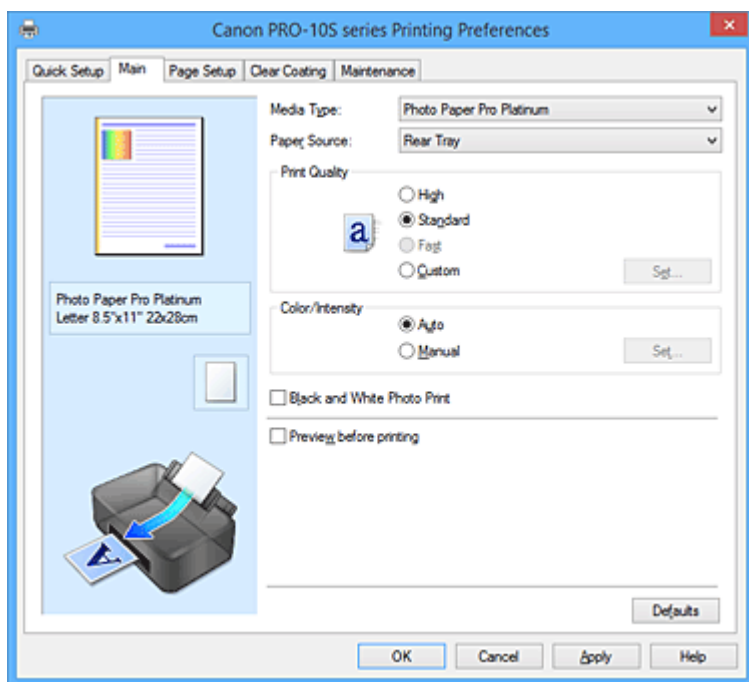 Canon PRO-10S series Printing Preferences
Quick Setup Main Page Setup Clear Coating Maintenance
Media Type: Photo Paper Pro Platinum
Paper Source: Rear Tray
Print Quality
High
a Standard
Fast
Custom Set...
Photo Paper Pro Platinum
Letter 8.5"x11" 22x28cm
Color/Intensity
Auto
Manual Set...
Black and White Photo Print
Preview before printing
A
Defaults
OK Cancel Apply Help